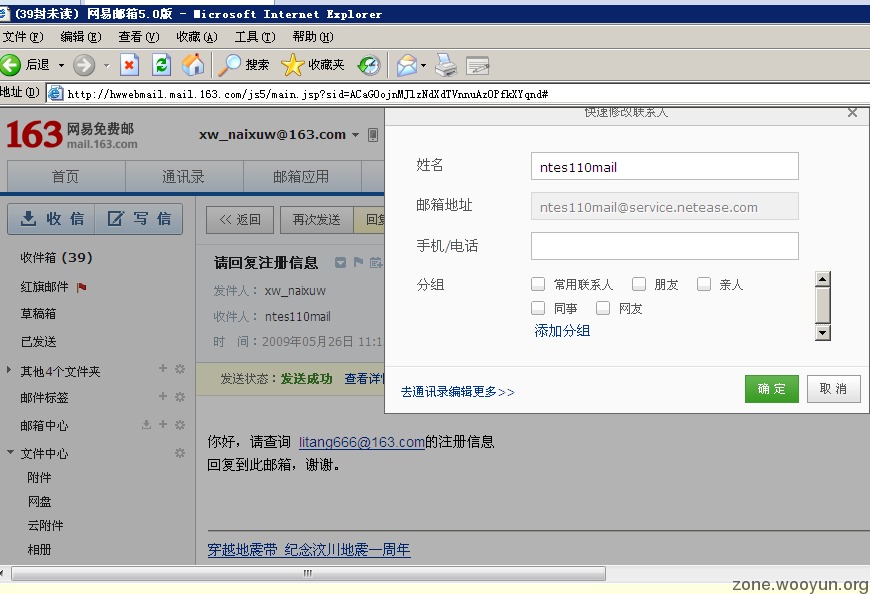 (39封未读) 网易邮箱5.0版 - Microsoft Internet Explorer
文件(F) 编辑(E) 查看(V) 收藏(A) 工具(T) 帮助(H)
后退 搜索 收藏夹
地址(D) http://hwwebmail.mail.163.com/js5/main.jsp?sid=ACaGOojnMJlzNdXdTVnnuAzOPfkXYqnd#
163 网易免费邮
mail.163.com
xw_naixuw@163.com
首页 通讯录 邮箱应用
收 信 写 信
<< 返回 再次发送 回复
收件箱 (39)
红旗邮件
草稿箱
已发送
其他4个文件夹
邮件标签
邮箱中心
文件中心
附件
网盘
云附件
相册
请回复注册信息
发件人: xw_naixuw
收件人: ntes110mail
时 间: 2009年05月26日 11:1
发送状态: 发送成功 查看详情
你好, 请查询 litang666@163.com的注册信息
回复到此邮箱, 谢谢。
穿越地震带 纪念汶川地震一周年
快速修改联系人
姓名 ntes110mail
邮箱地址 ntes110mail@service.netease.com
手机/电话
分组 常用联系人 朋友 亲人
同事 网友
添加分组
去通讯录编辑更多>>
确 定 取 消
zone.wooyun.org